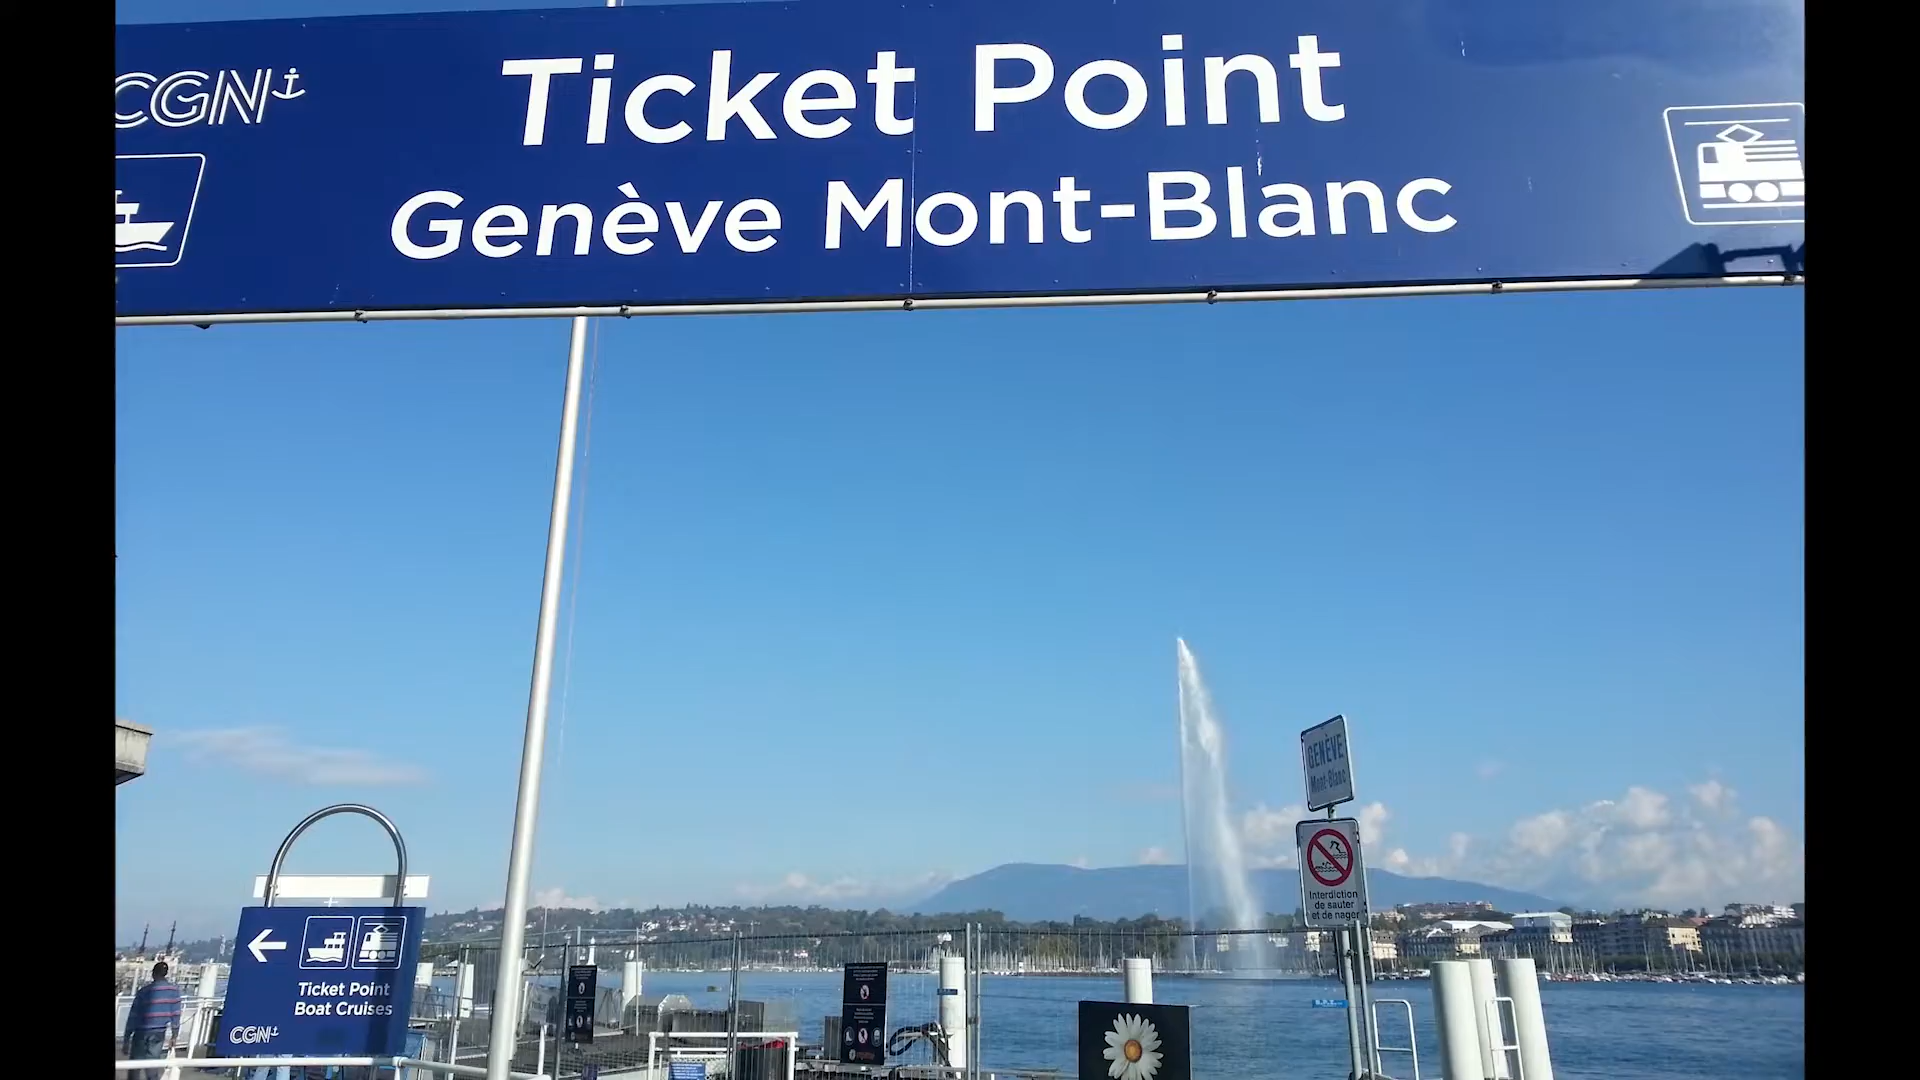 CGN
Ticket Point
Genève Mont-Blanc
GENÈVE
Mont-Blanc
Interdiction
de sauter
et de nager
Ticket Point
Boat Cruises
CGN